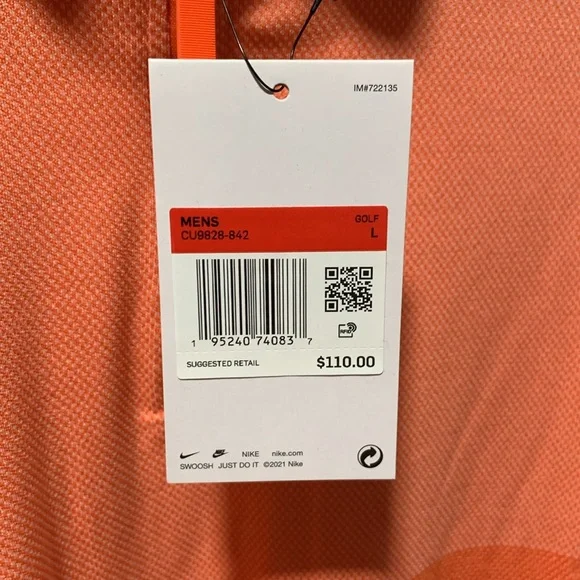 IM#722135
MENS GOLF
CU9828-842 L
1 95240 74083 7
RFID
SUGGESTED RETAIL $110.00
NIKE nike.com
SWOOSH JUST DO IT ©2021 Nike